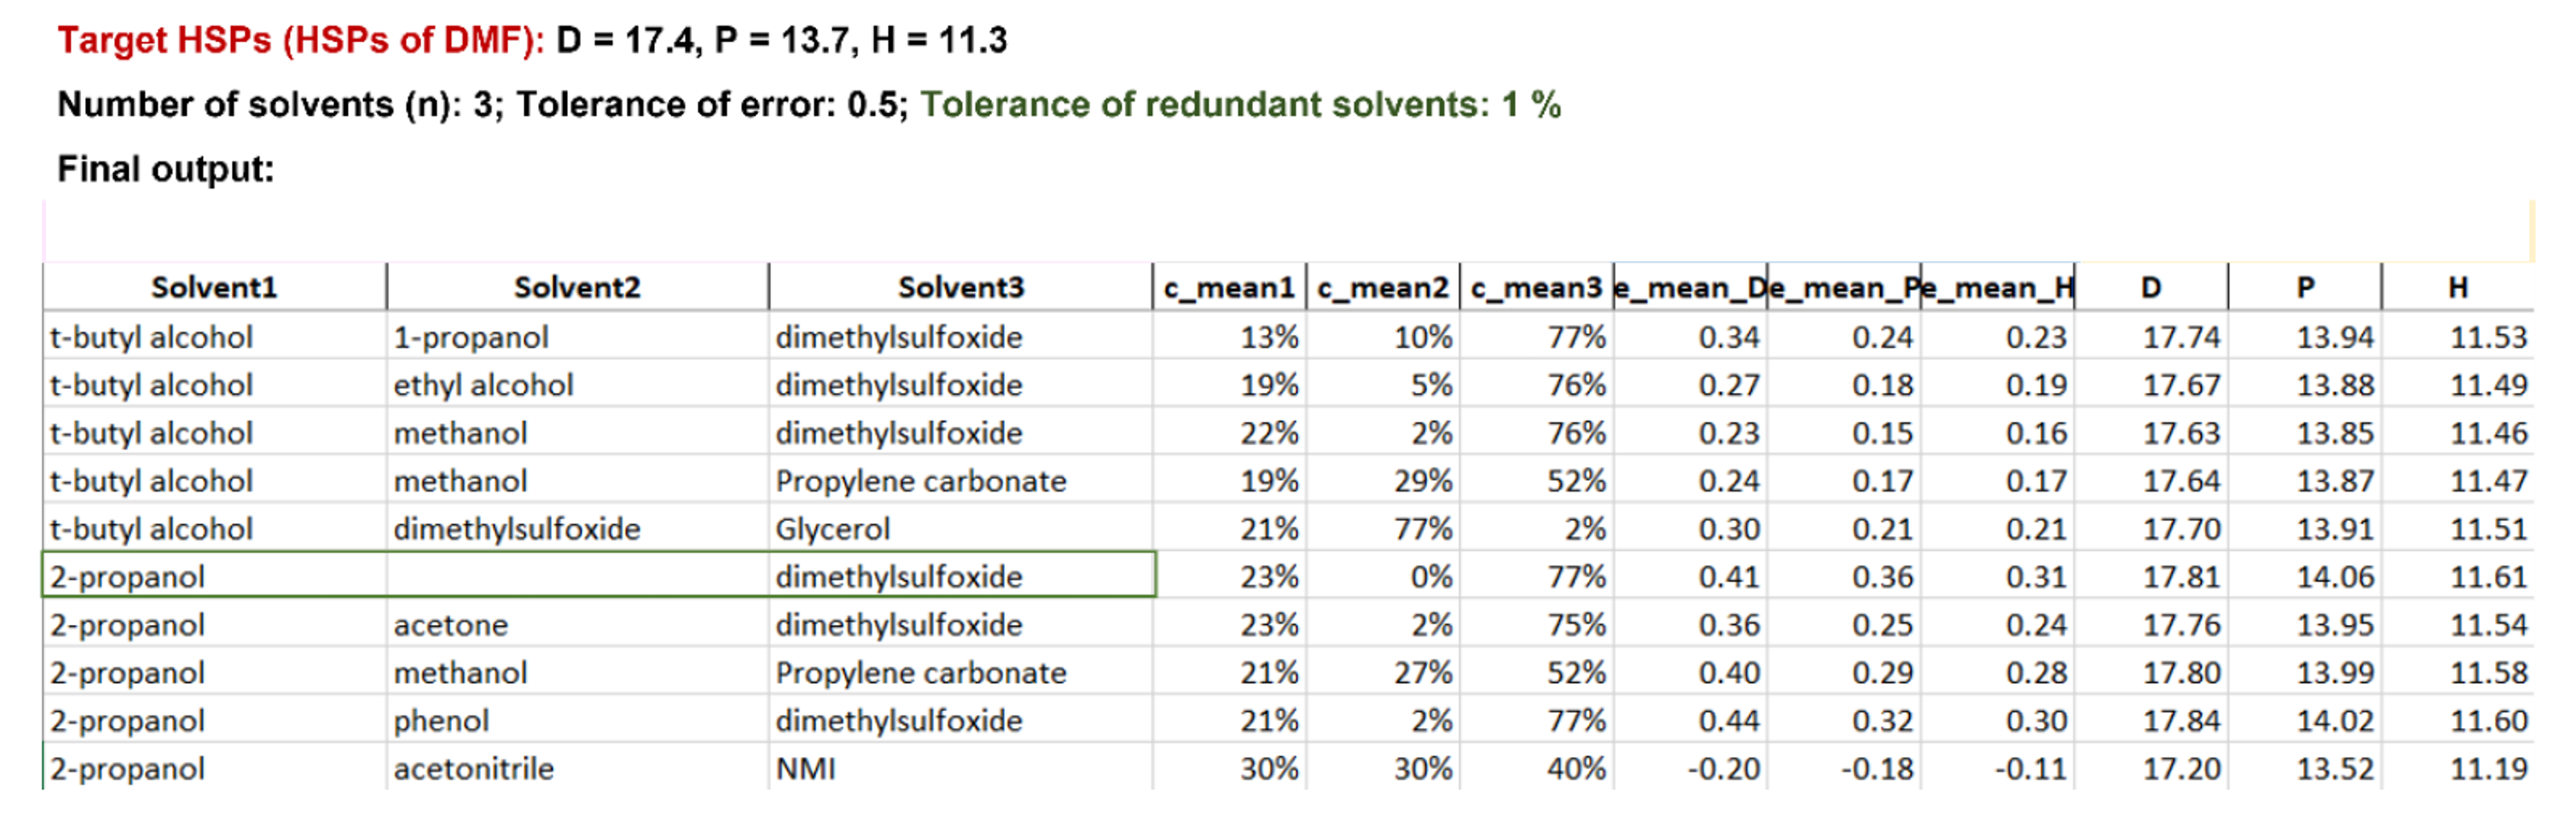 Target HSPs (HSPs of DMF): D = 17.4, P = 13.7, H = 11.3
Number of solvents (n): 3; Tolerance of error: 0.5; Tolerance of redundant solvents: 1 %
Final output:
Solvent1 Solvent2 Solvent3 c_mean1 c_mean2 c_mean3 e_mean_D e_mean_P e_mean_H D P H
t-butyl alcohol 1-propanol dimethylsulfoxide 13% 10% 77% 0.34 0.24 0.23 17.74 13.94 11.53
t-butyl alcohol ethyl alcohol dimethylsulfoxide 19% 5% 76% 0.27 0.18 0.19 17.67 13.88 11.49
t-butyl alcohol methanol dimethylsulfoxide 22% 2% 76% 0.23 0.15 0.16 17.63 13.85 11.46
t-butyl alcohol methanol Propylene carbonate 19% 29% 52% 0.24 0.17 0.17 17.64 13.87 11.47
t-butyl alcohol dimethylsulfoxide Glycerol 21% 77% 2% 0.30 0.21 0.21 17.70 13.91 11.51
2-propanol dimethylsulfoxide 23% 0% 77% 0.41 0.36 0.31 17.81 14.06 11.61
2-propanol acetone dimethylsulfoxide 23% 2% 75% 0.36 0.25 0.24 17.76 13.95 11.54
2-propanol methanol Propylene carbonate 21% 27% 52% 0.40 0.29 0.28 17.80 13.99 11.58
2-propanol phenol dimethylsulfoxide 21% 2% 77% 0.44 0.32 0.30 17.84 14.02 11.60
2-propanol acetonitrile NMI 30% 30% 40% -0.20 -0.18 -0.11 17.20 13.52 11.19